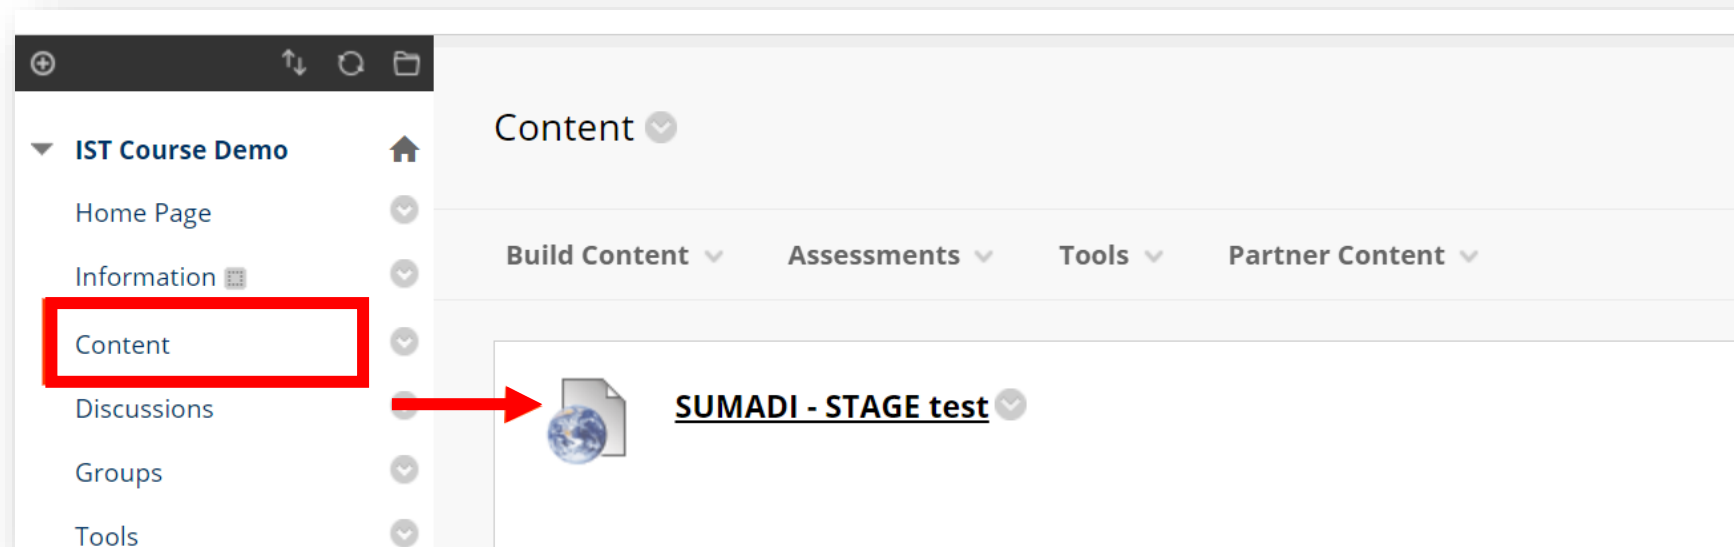 IST Course Demo
Home Page
Information
Content
Discussions
Groups
Tools
Content
Build Content
Assessments
Tools
Partner Content
SUMADI - STAGE test